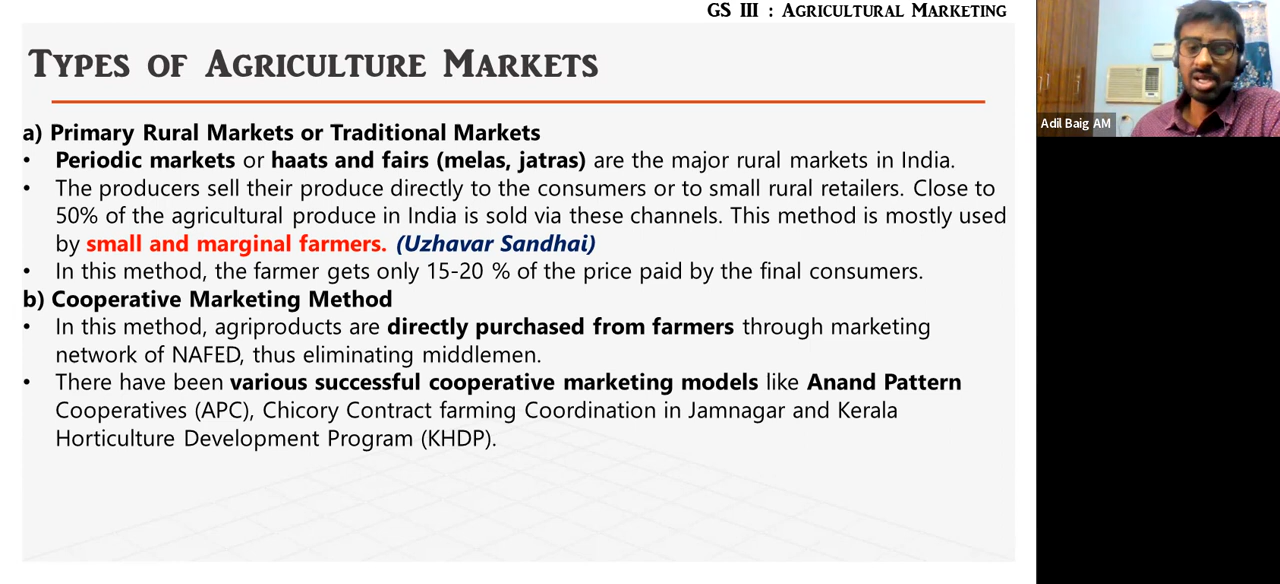 GS III : Agricultural Marketing
Types of Agriculture Markets
Adil Baig AM
a) Primary Rural Markets or Traditional Markets
• Periodic markets or haats and fairs (melas, jatras) are the major rural markets in India.
• The producers sell their produce directly to the consumers or to small rural retailers. Close to
50% of the agricultural produce in India is sold via these channels. This method is mostly used
by small and marginal farmers. (Uzhavar Sandhai)
• In this method, the farmer gets only 15-20 % of the price paid by the final consumers.
b) Cooperative Marketing Method
• In this method, agriproducts are directly purchased from farmers through marketing
network of NAFED, thus eliminating middlemen.
• There have been various successful cooperative marketing models like Anand Pattern
Cooperatives (APC), Chicory Contract farming Coordination in Jamnagar and Kerala
Horticulture Development Program (KHDP).